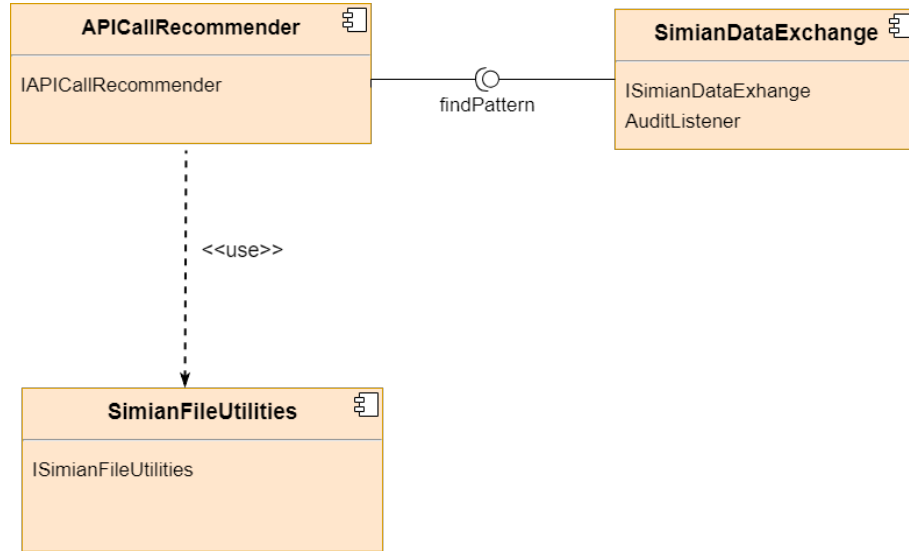 APICallRecommender
IAPICallRecommender
SimianDataExchange
ISimianDataExhange
AuditListener
findPattern
<<use>>
SimianFileUtilities
ISimianFileUtilities